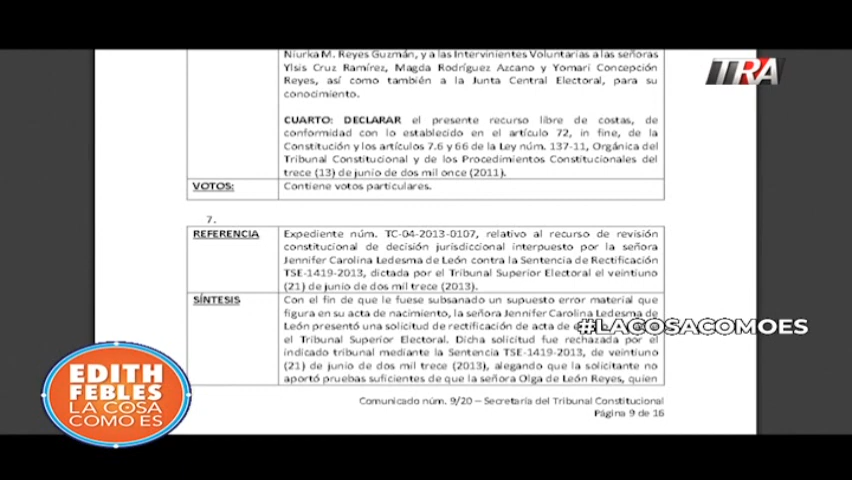 Niurka M. Reyes Guzmán, y a las Intervinientes Voluntarias a las señoras
Ylsis Cruz Ramírez, Magda Rodríguez Azcano y Yomarí Concepción
Reyes, así como también a la Junta Central Electoral, para su
conocimiento.
CUARTO: DECLARAR el presente recurso libre de costas, de
conformidad con lo establecido en el artículo 72, in fine, de la
Constitución y los artículos 7.6 y 66 de la Ley núm. 137-11, Orgánica del
Tribunal Constitucional y de los Procedimientos Constitucionales del
trece (13) de junio de dos mil once (2011).
VOTOS: Contiene votos particulares.
7.
REFERENCIA Expediente núm. TC-04-2013-0107, relativo al recurso de revisión
constitucional de decisión jurisdiccional interpuesto por la señora
Jennifer Carolina Ledesma de León contra la Sentencia de Rectificación
TSE-1419-2013, dictada por el Tribunal Superior Electoral el veintiuno
(21) de junio de dos mil trece (2013).
SÍNTESIS Con el fin de que le fuese subsanado un supuesto error material que
figura en su acta de nacimiento, la señora Jennifer Carolina Ledesma de
León presentó una solicitud de rectificación de acta de
el Tribunal Superior Electoral. Dicha solicitud fue rechazada por el
indicado tribunal mediante la Sentencia TSE-1419-2013, de veintiuno
(21) de junio de dos mil trece (2013), alegando que la solicitante no
aportó pruebas suficientes de que la señora Olga de León Reyes, quien
Comunicado núm. 9/20 – Secretaría del Tribunal Constitucional
Página 9 de 16
TRA
#LACOSACOMOES
EDITH
FEBLES
LA COSA
COMO ES